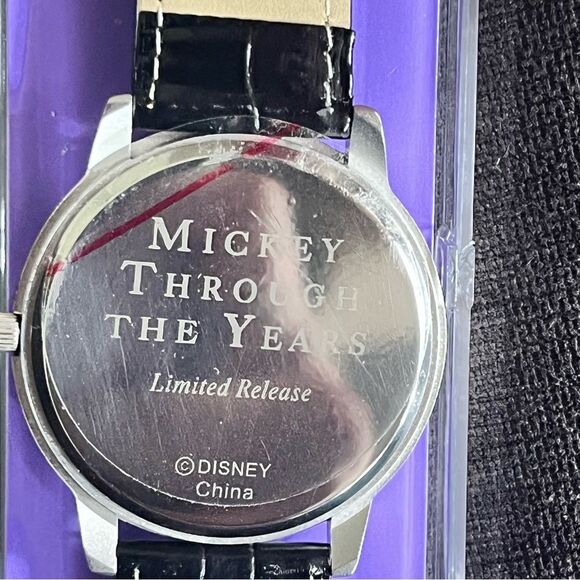 MICKEY
THROUGH
THE YEARS
Limited Release
©DISNEY
China